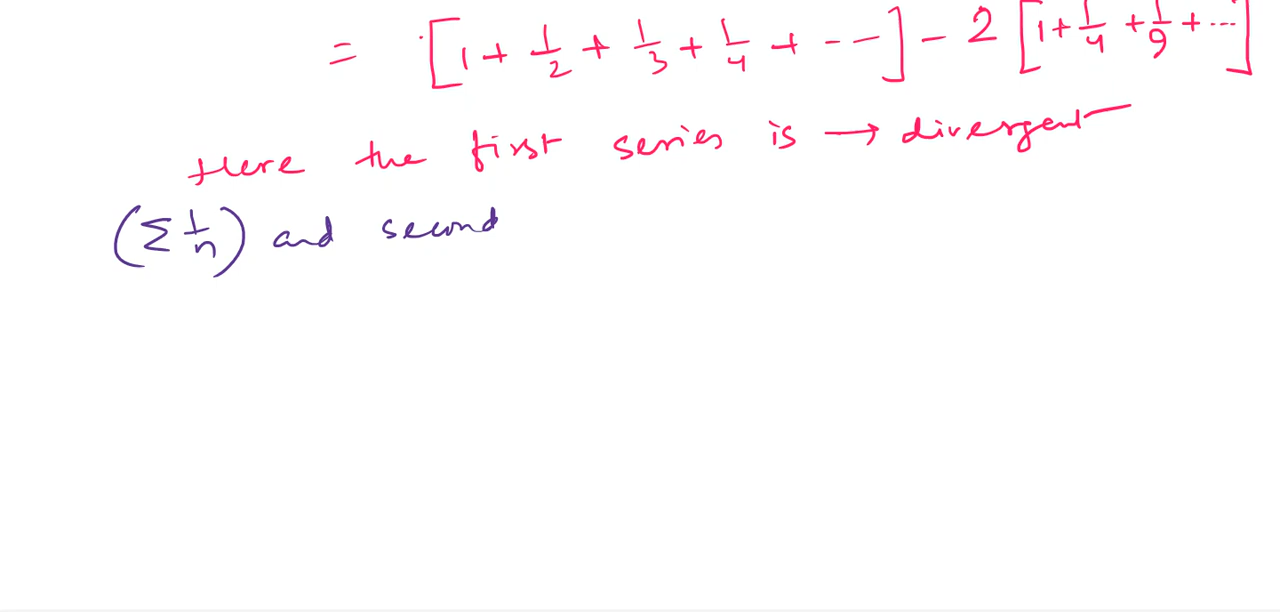 = [1 + 1/2 + 1/3 + 1/4 + ---] - 2 [1 + 1/4 + 1/9 + ...]
Here the first series is → divergent
(Σ 1/n) and second